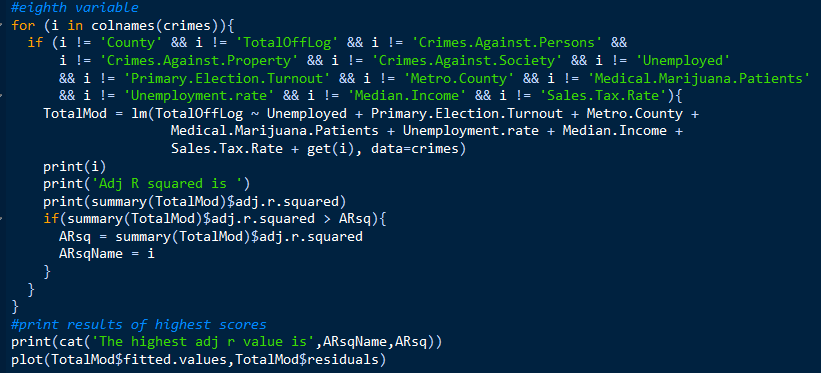 #eighth variable
for (i in colnames(crimes)){
if (i != 'County' && i != 'TotalOffLog' && i != 'Crimes.Against.Persons' &&
i != 'Crimes.Against.Property' && i != 'Crimes.Against.Society' && i != 'Unemployed'
&& i != 'Primary.Election.Turnout' && i != 'Metro.County' && i != 'Medical.Marijuana.Patients'
&& i != 'Unemployment.rate' && i != 'Median.Income' && i != 'Sales.Tax.Rate'){
TotalMod = lm(TotalOffLog ~ Unemployed + Primary.Election.Turnout + Metro.County +
Medical.Marijuana.Patients + Unemployment.rate + Median.Income +
Sales.Tax.Rate + get(i), data=crimes)
print(i)
print('Adj R squared is ')
print(summary(TotalMod)$adj.r.squared)
if(summary(TotalMod)$adj.r.squared > ARsq){
ARsq = summary(TotalMod)$adj.r.squared
ARsqName = i
}
}
}
#print results of highest scores
print(cat('The highest adj r value is',ARsqName,ARsq))
plot(TotalMod$fitted.values,TotalMod$residuals)